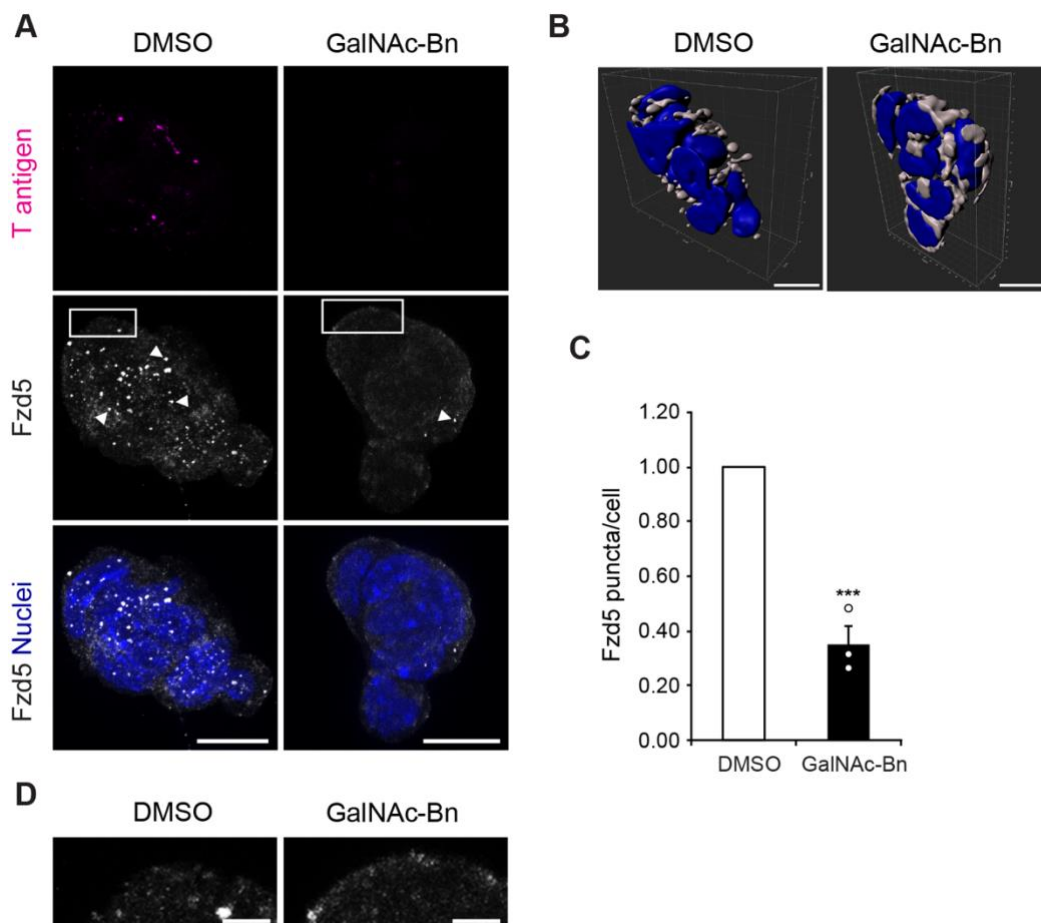 A
DMSO GalNAc-Bn
T antigen
Fzd5
Fzd5 Nuclei
B
DMSO GalNAc-Bn
C
Fzd5 puncta/cell
1.20
1.00
0.80
0.60
0.40
0.20
0.00
***
DMSO GalNAc-Bn
D
DMSO GalNAc-Bn